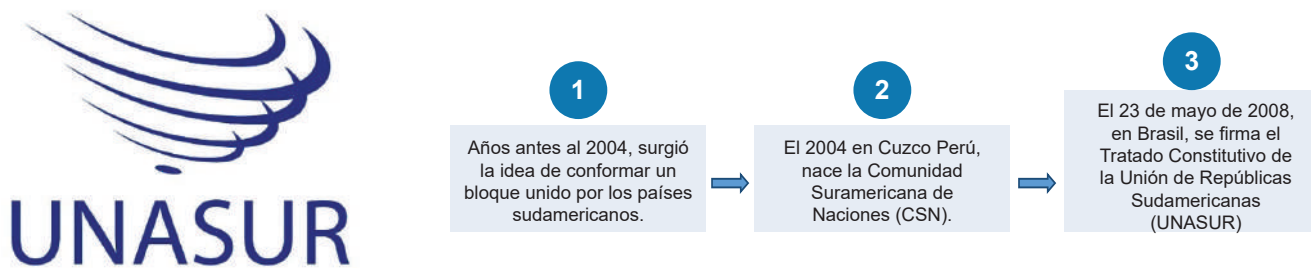 UNASUR
1
Años antes al 2004, surgió
la idea de conformar un
bloque unido por los países
sudamericanos.
2
El 2004 en Cuzco Perú,
nace la Comunidad
Suramericana de
Naciones (CSN).
3
El 23 de mayo de 2008,
en Brasil, se firma el
Tratado Constitutivo de
la Unión de Repúblicas
Sudamericanas
(UNASUR)